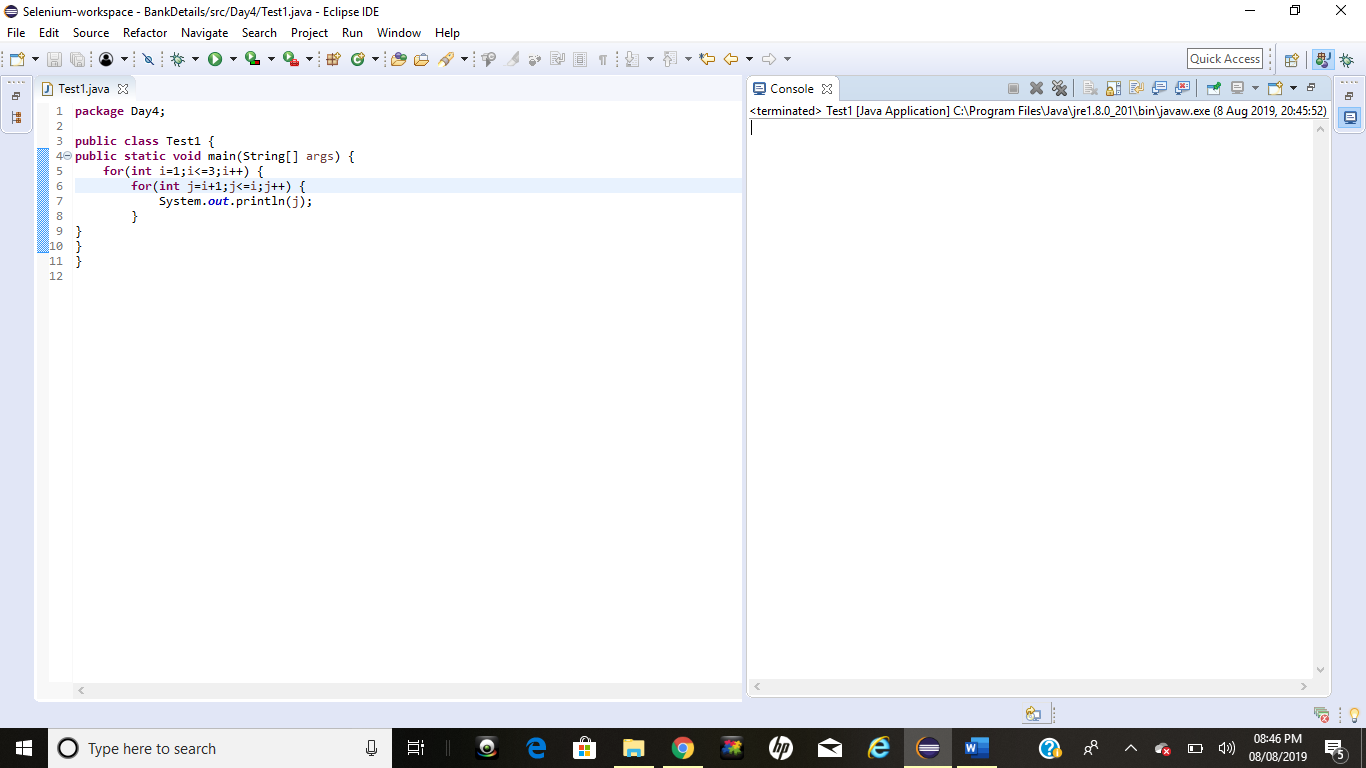 Selenium-workspace - BankDetails/src/Day4/Test1.java - Eclipse IDE
File Edit Source Refactor Navigate Search Project Run Window Help
Quick Access
Test1.java
1 package Day4;
2
3 public class Test1 {
4 public static void main(String[] args) {
5     for(int i=1;i<=3;i++) {
6         for(int j=i+1;j<=i;j++) {
7             System.out.println(j);
8         }
9 }
10 }
11 }
12
Console
<terminated> Test1 [Java Application] C:\Program Files\Java\jre1.8.0_201\bin\javaw.exe (8 Aug 2019, 20:45:52)
Type here to search
hp
08:46 PM
08/08/2019
5